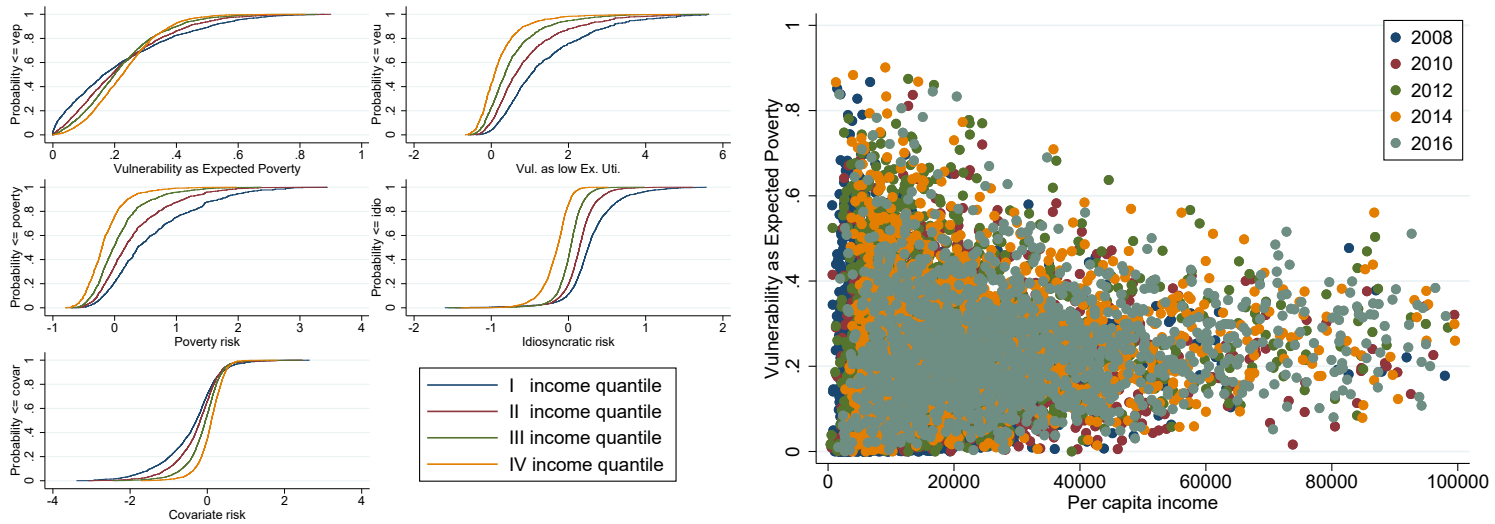 Probability <= vep
0 .2 .4 .6 .8 1
0 .2 .4 .6 .8 1
Vulnerability as Expected Poverty
Probability <= veu
0 .2 .4 .6 .8 1
-2 0 2 4 6
Vul. as low Ex. Uti.
Probability <= poverty
0 .2 .4 .6 .8 1
-1 0 1 2 3 4
Poverty risk
Probability <= idio
0 .2 .4 .6 .8 1
-2 -1 0 1 2
Idiosyncratic risk
Probability <= covar
0 .2 .4 .6 .8 1
-4 -2 0 2 4
Covariate risk
I income quantile
II income quantile
III income quantile
IV income quantile
Vulnerability as Expected Poverty
0 .2 .4 .6 .8 1
0 20000 40000 60000 80000 100000
Per capita income
2008
2010
2012
2014
2016